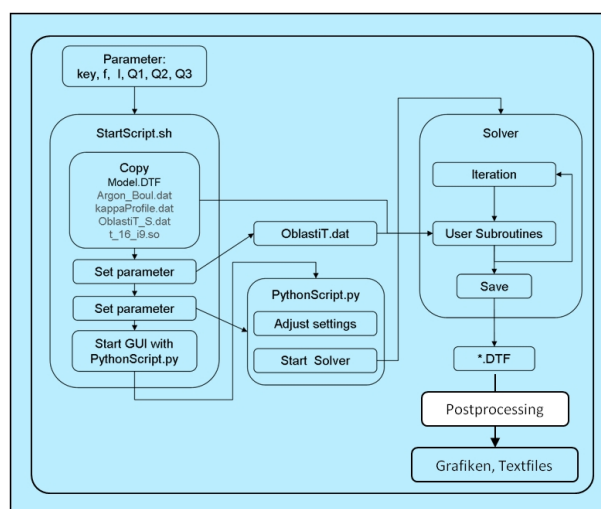 Parameter:
key, f, I, Q1, Q2, Q3
StartScript.sh
Copy
Model.DTF
Argon_Boul.dat
kappaProfile.dat
OblastiT_S.dat
t_16_i9.so
Set parameter
Set parameter
Start GUI with
PythonScript.py
OblastiT.dat
PythonScript.py
Adjust settings
Start Solver
Solver
Iteration
User Subroutines
Save
*.DTF
Postprocessing
Grafiken, Textfiles